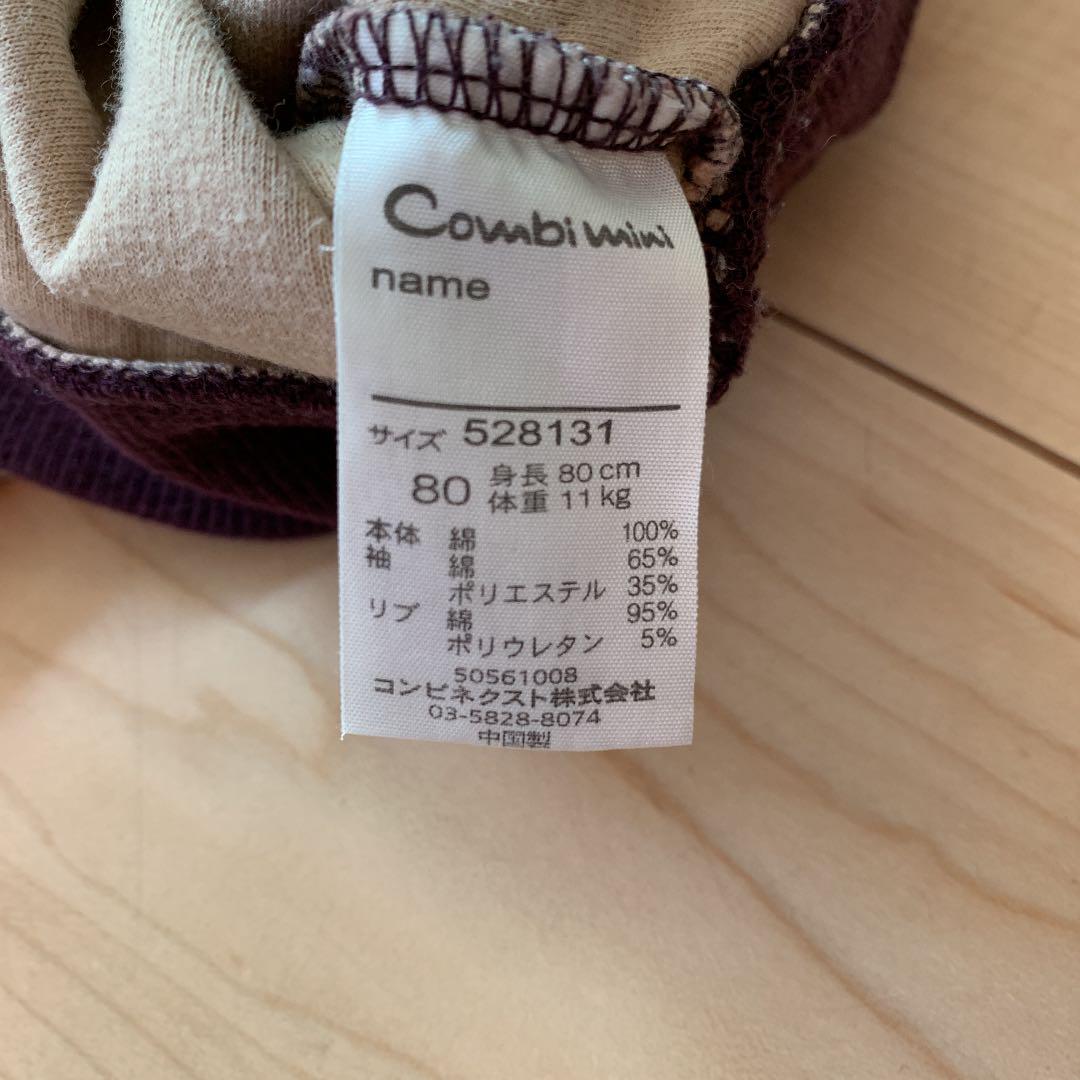 Combi mini
name
サイズ 528131
80 身長 80cm
体重 11kg
本体 綿 100%
袖 綿 65%
ポリエステル 35%
リブ 綿 95%
ポリウレタン 5%
50561008
コンビネクスト株式会社
03-5828-8074
中国製